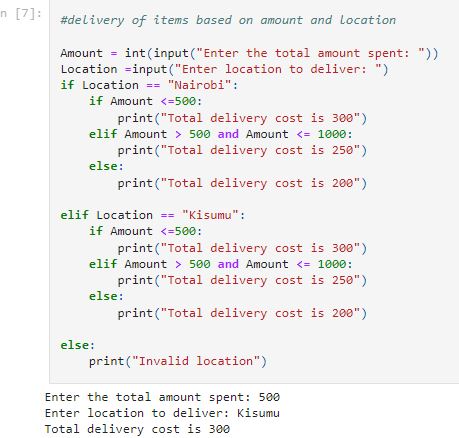 n [7]:
#delivery of items based on amount and location
Amount = int(input("Enter the total amount spent: "))
Location =input("Enter location to deliver: ")
if Location == "Nairobi":
    if Amount <=500:
        print("Total delivery cost is 300")
    elif Amount > 500 and Amount <= 1000:
        print("Total delivery cost is 250")
    else:
        print("Total delivery cost is 200")
elif Location == "Kisumu":
    if Amount <=500:
        print("Total delivery cost is 300")
    elif Amount > 500 and Amount <= 1000:
        print("Total delivery cost is 250")
    else:
        print("Total delivery cost is 200")
else:
    print("Invalid location")
Enter the total amount spent: 500
Enter location to deliver: Kisumu
Total delivery cost is 300